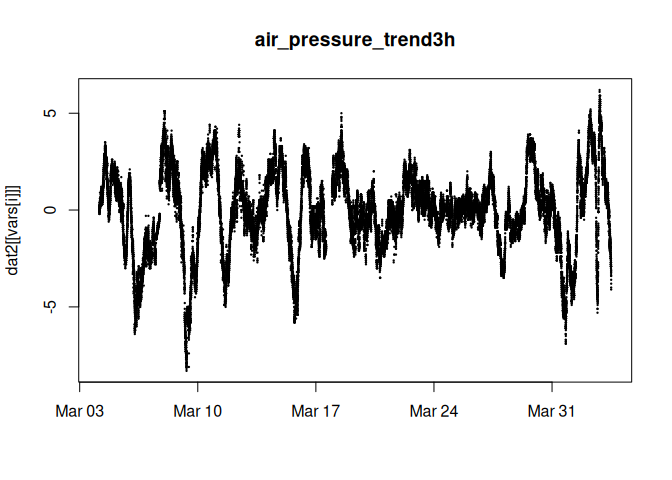 air_pressure_trend3h
dat2[[vars[i]]]
5
0
-5
Mar 03
Mar 10
Mar 17
Mar 24
Mar 31